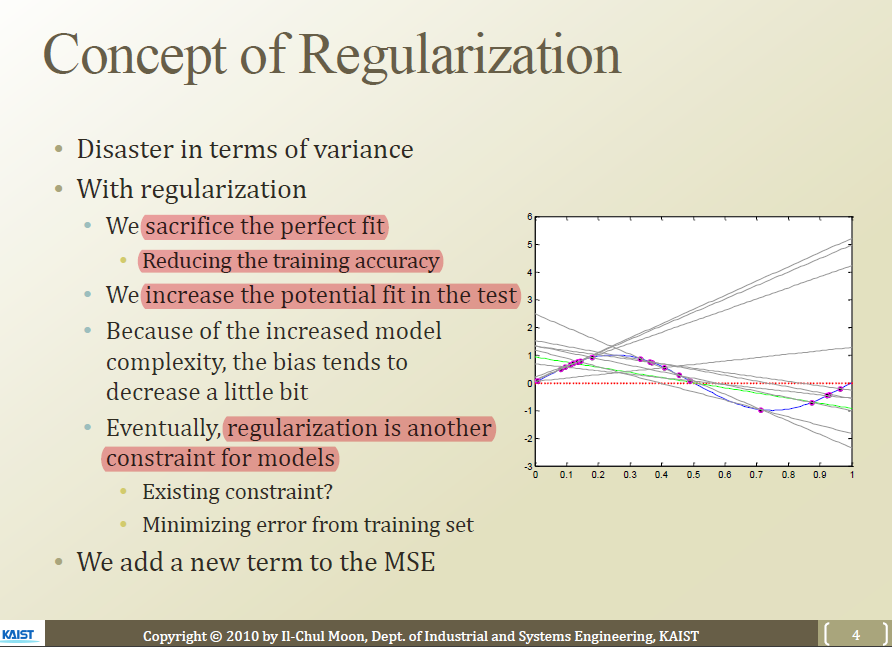 Concept of Regularization
• Disaster in terms of variance
• With regularization
• We sacrifice the perfect fit
• Reducing the training accuracy
• We increase the potential fit in the test
• Because of the increased model
complexity, the bias tends to
decrease a little bit
• Eventually, regularization is another
constraint for models
• Existing constraint?
• Minimizing error from training set
• We add a new term to the MSE
6
5
4
3
2
1
0
-1
-2
-3
0 0.1 0.2 0.3 0.4 0.5 0.6 0.7 0.8 0.9 1
KAIST
Copyright © 2010 by Il-Chul Moon, Dept. of Industrial and Systems Engineering, KAIST
4